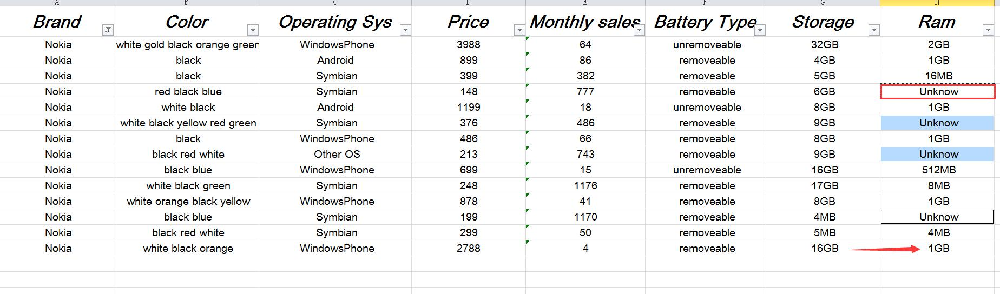 A B C D E F G H
Brand Color Operating Sys Price Monthly sales Battery Type Storage Ram
Nokia white gold black orange green WindowsPhone 3988 64 unremoveable 32GB 2GB
Nokia black Android 899 86 removeable 4GB 1GB
Nokia black Symbian 399 382 removeable 5GB 16MB
Nokia red black blue Symbian 148 777 removeable 6GB Unknow
Nokia white black Android 1199 18 unremoveable 8GB 1GB
Nokia white black yellow red green Symbian 376 486 removeable 9GB Unknow
Nokia black WindowsPhone 486 66 removeable 8GB 1GB
Nokia black red white Other OS 213 743 removeable 9GB Unknow
Nokia black blue WindowsPhone 699 15 unremoveable 16GB 512MB
Nokia white black green Symbian 248 1176 removeable 17GB 8MB
Nokia white orange black yellow WindowsPhone 878 41 removeable 8GB 1GB
Nokia black blue Symbian 199 1170 removeable 4MB Unknow
Nokia black red white Symbian 299 50 removeable 5MB 4MB
Nokia white black orange WindowsPhone 2788 4 removeable 16GB 1GB